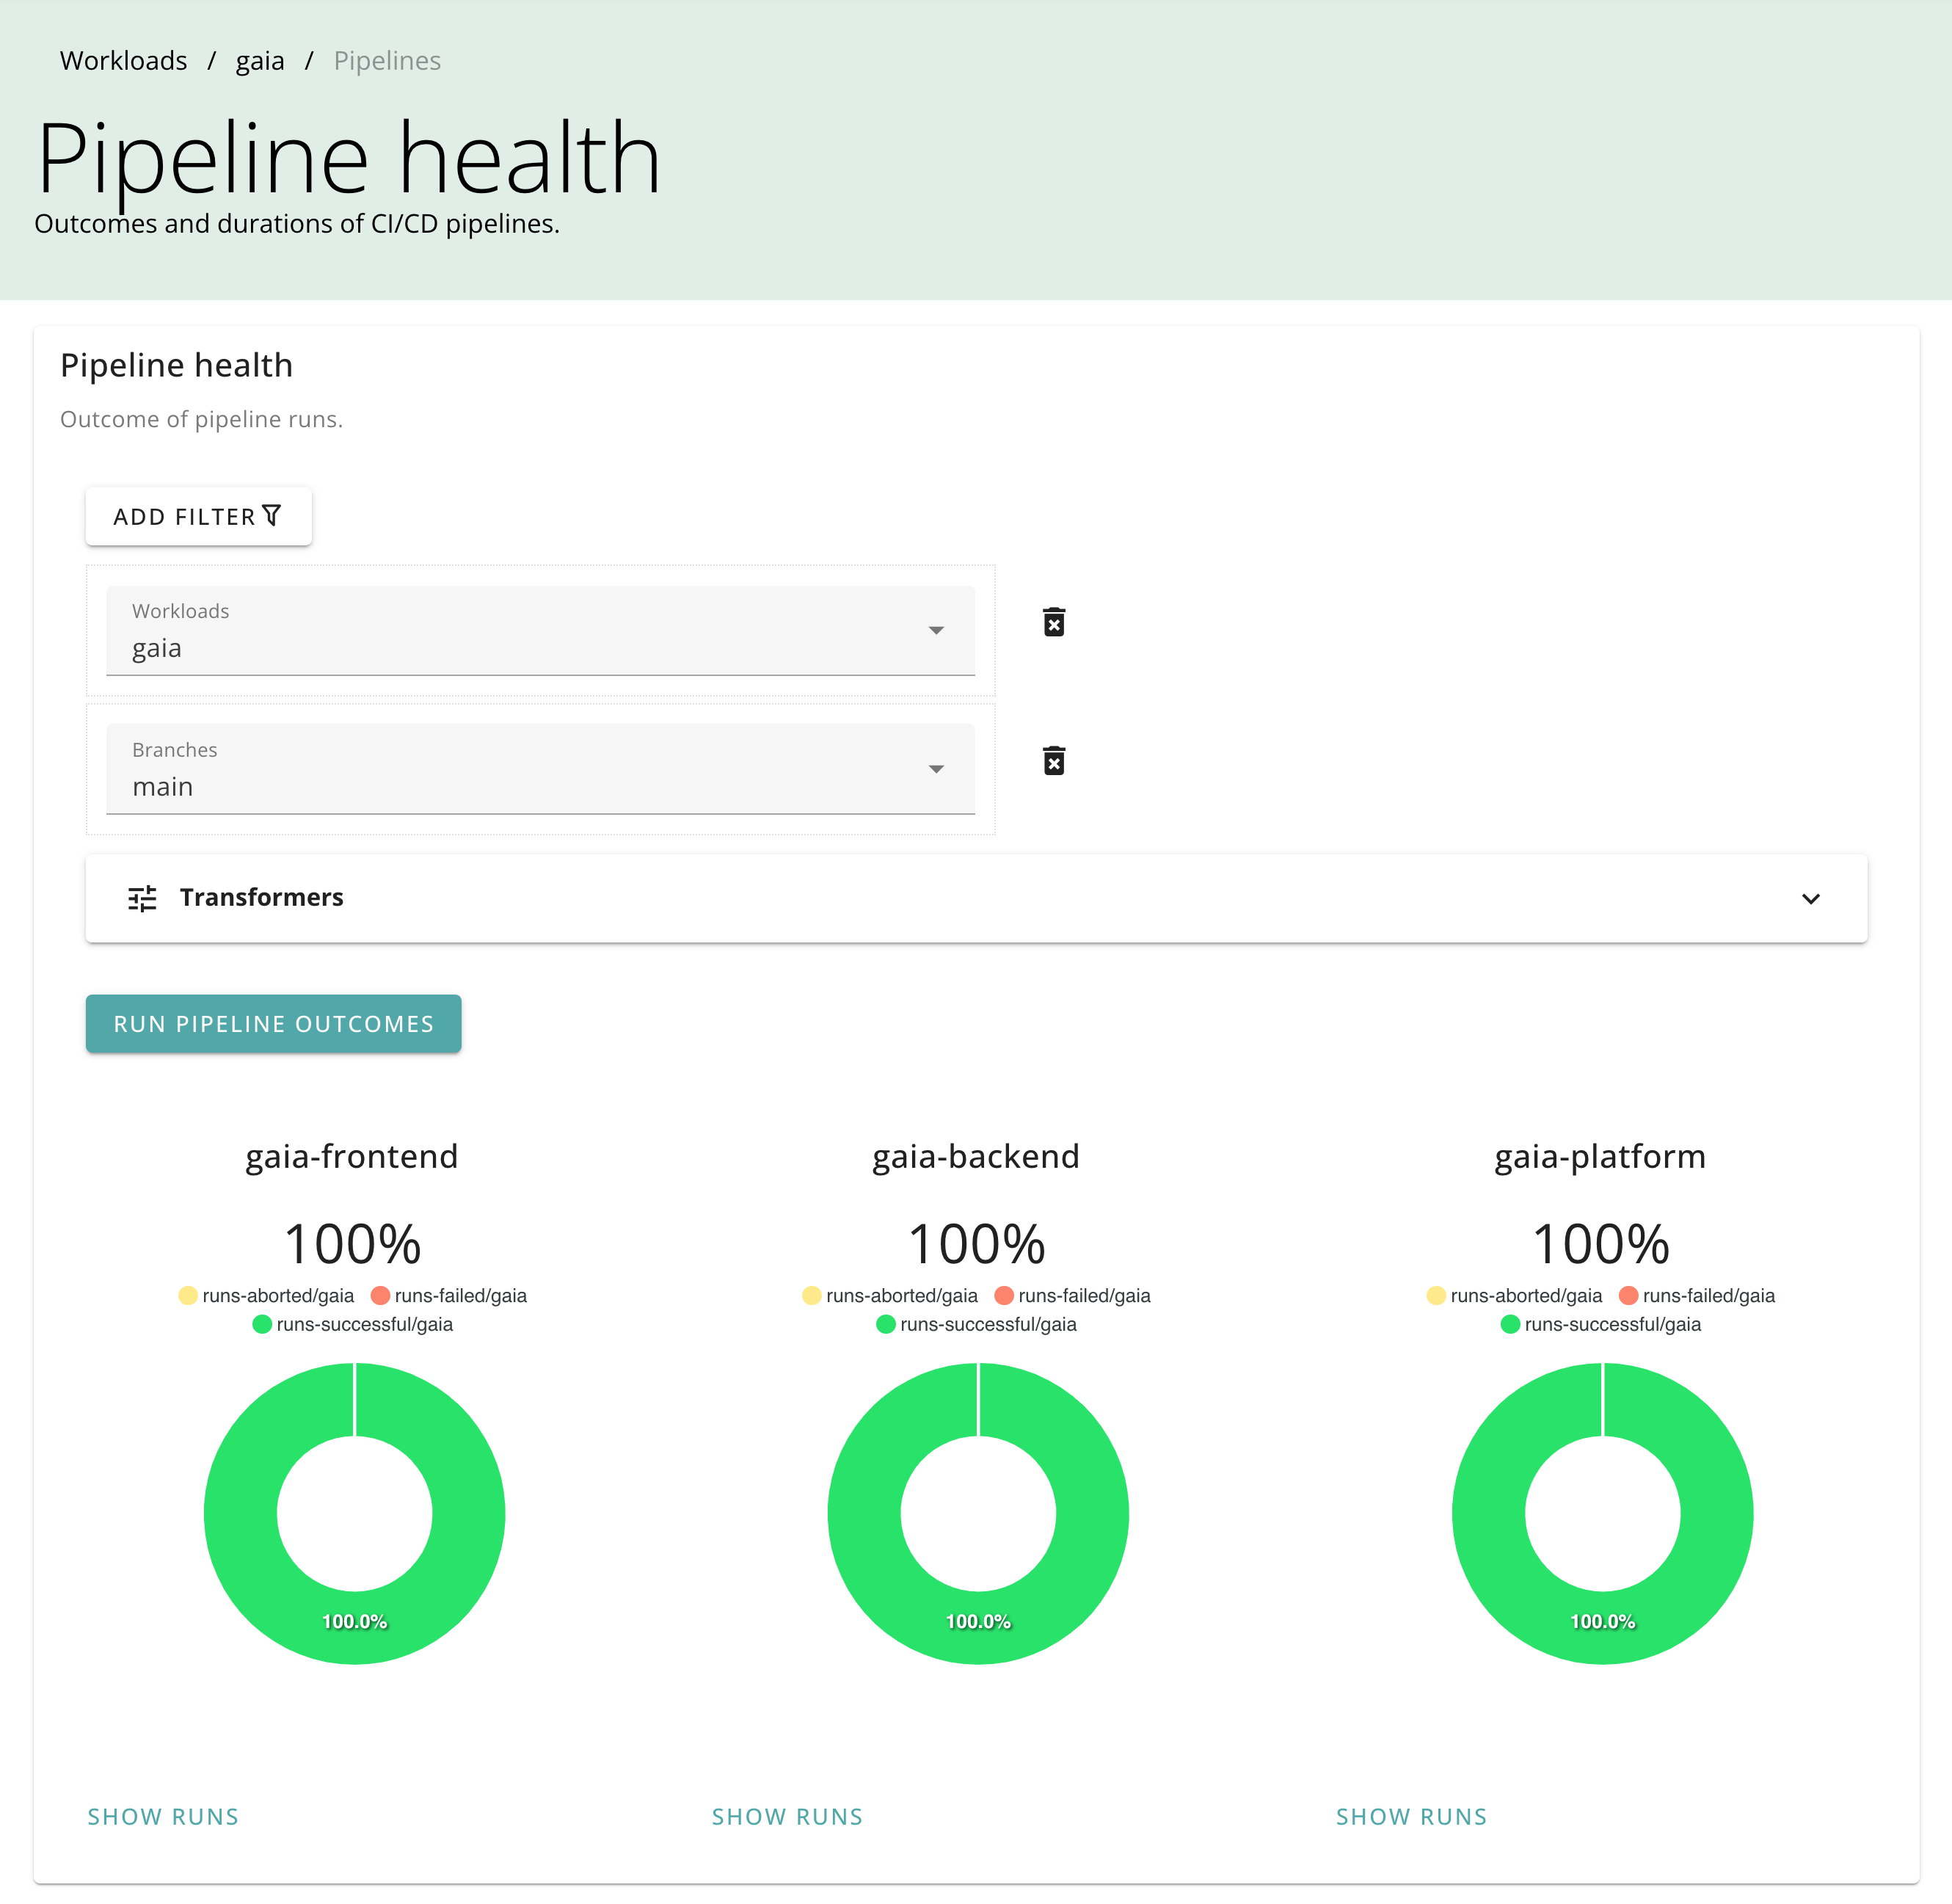 Workloads / gaia / Pipelines
Pipeline health
Outcomes and durations of CI/CD pipelines.
Pipeline health
Outcome of pipeline runs.
ADD FILTER
Workloads
gaia
Branches
main
Transformers
RUN PIPELINE OUTCOMES
gaia-frontend
100%
runs-aborted/gaia runs-failed/gaia
runs-successful/gaia
100.0%
SHOW RUNS
gaia-backend
100%
runs-aborted/gaia runs-failed/gaia
runs-successful/gaia
100.0%
SHOW RUNS
gaia-platform
100%
runs-aborted/gaia runs-failed/gaia
runs-successful/gaia
100.0%
SHOW RUNS